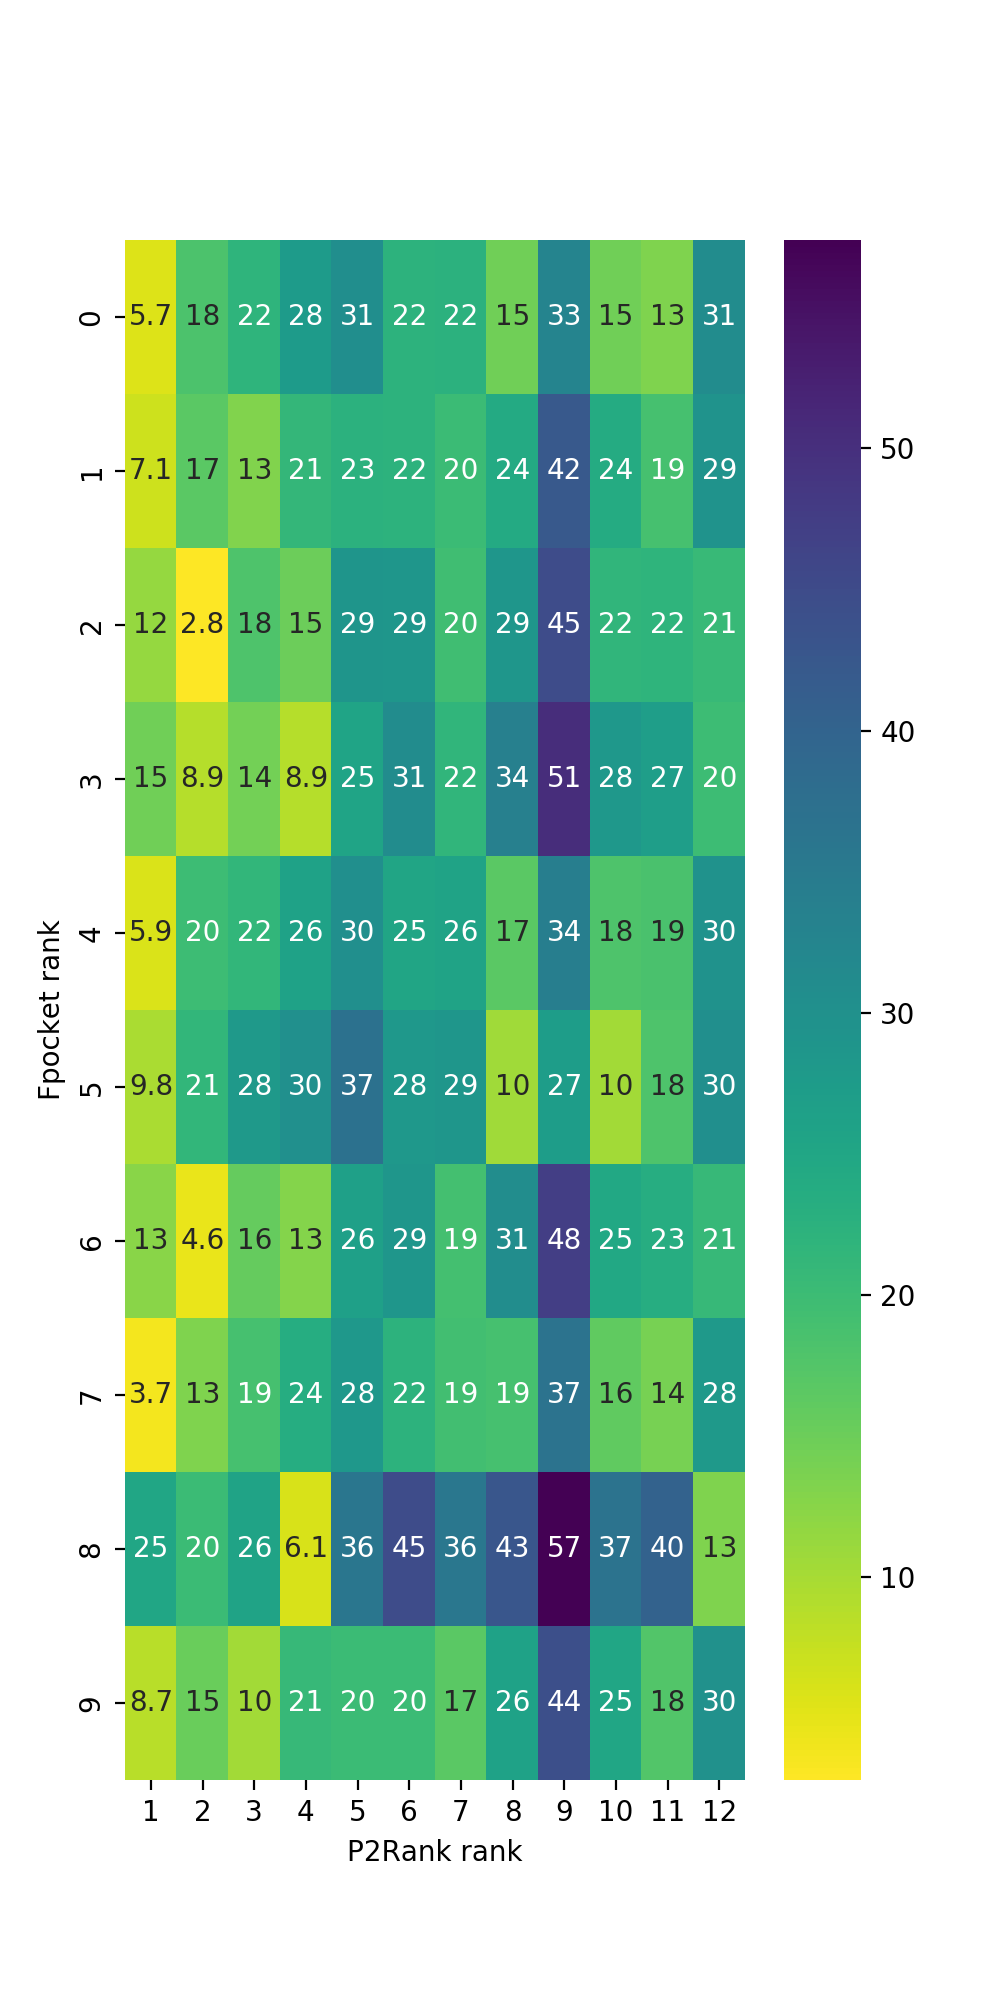 0 5.7 18 22 28 31 22 22 15 33 15 13 31
1 7.1 17 13 21 23 22 20 24 42 24 19 29
50
2 12 2.8 18 15 29 29 20 29 45 22 22 21
40
3 15 8.9 14 8.9 25 31 22 34 51 28 27 20
4 5.9 20 22 26 30 25 26 17 34 18 19 30
Fpocket rank
30
5 9.8 21 28 30 37 28 29 10 27 10 18 30
6 13 4.6 16 13 26 29 19 31 48 25 23 21
20
7 3.7 13 19 24 28 22 19 19 37 16 14 28
8 25 20 26 6.1 36 45 36 43 57 37 40 13
10
9 8.7 15 10 21 20 20 17 26 44 25 18 30
1 2 3 4 5 6 7 8 9 10 11 12
P2Rank rank